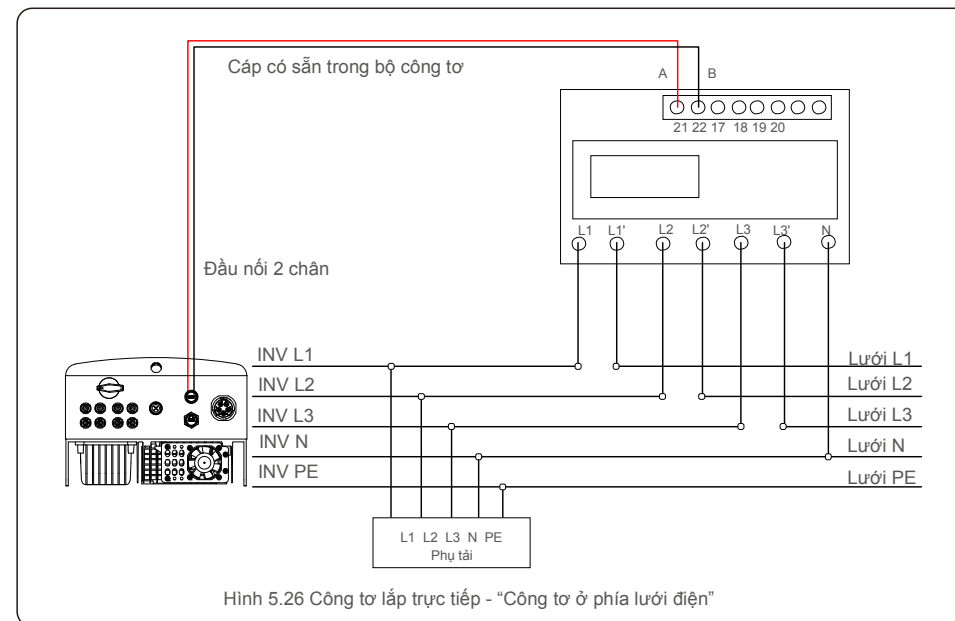 Cáp có sẵn trong bộ công tơ
A B
21 22 17 18 19 20
L1 L1' L2 L2' L3 L3' N
Đầu nối 2 chân
INV L1 Lưới L1
INV L2 Lưới L2
INV L3 Lưới L3
INV N Lưới N
INV PE Lưới PE
L1 L2 L3 N PE
Phụ tải
Hình 5.26 Công tơ lắp trực tiếp - “Công tơ ở phía lưới điện”